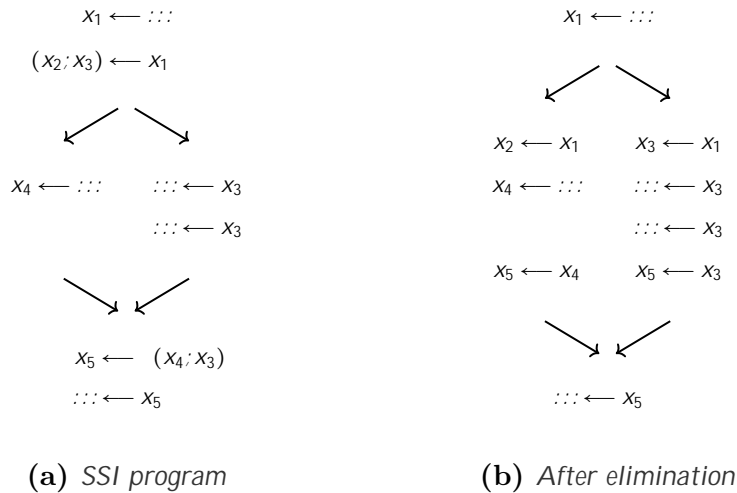 x₁ ← :::
(x₂; x₃) ← x₁
x₄ ← :::
::: ← x₃
::: ← x₃
x₅ ← (x₄; x₃)
::: ← x₅
(a) SSI program
x₁ ← :::
x₂ ← x₁
x₃ ← x₁
x₄ ← :::
::: ← x₃
::: ← x₃
x₅ ← x₄
x₅ ← x₃
::: ← x₅
(b) After elimination